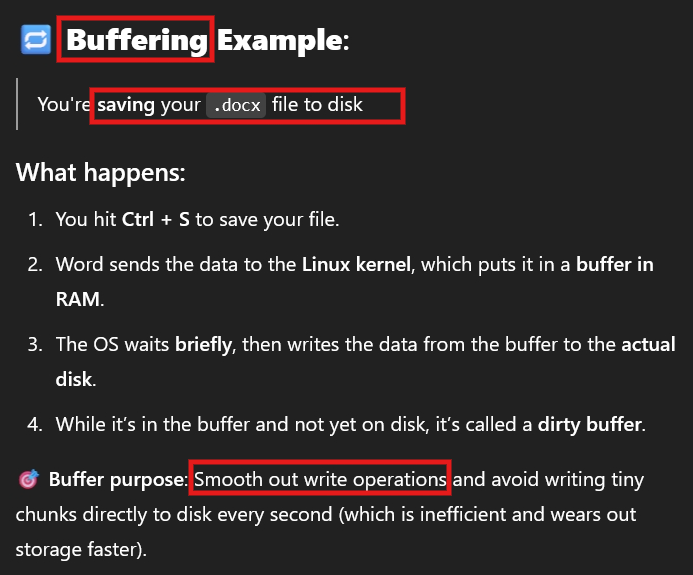 Buffering Example:
You're saving your .docx file to disk
What happens:
1. You hit Ctrl + S to save your file.
2. Word sends the data to the Linux kernel, which puts it in a buffer in
RAM.
3. The OS waits briefly, then writes the data from the buffer to the actual
disk.
4. While it’s in the buffer and not yet on disk, it’s called a dirty buffer.
Buffer purpose: Smooth out write operations and avoid writing tiny
chunks directly to disk every second (which is inefficient and wears out
storage faster).